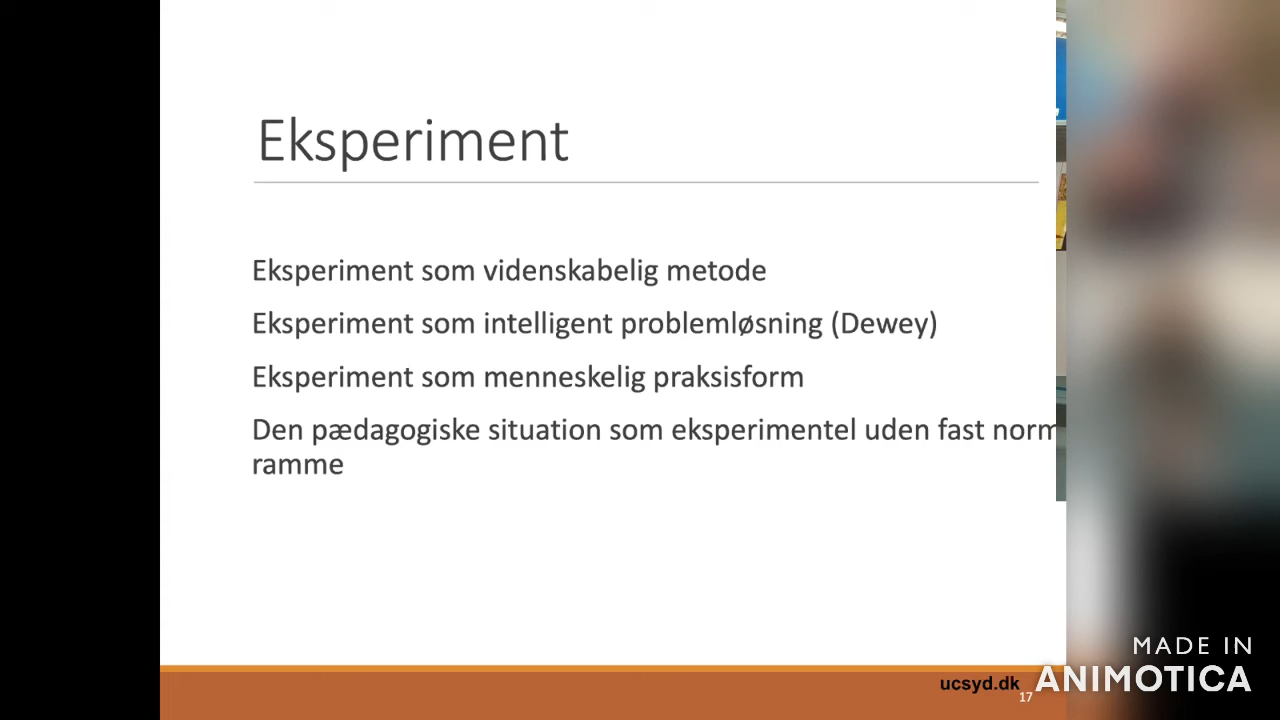 Eksperiment
Eksperiment som videnskabelig metode
Eksperiment som intelligent problemløsning (Dewey)
Eksperiment som menneskelig praksisform
Den pædagogiske situation som eksperimentel uden fast norm
ramme
ucsyd.dk
17
MADE IN
ANIMOTICA